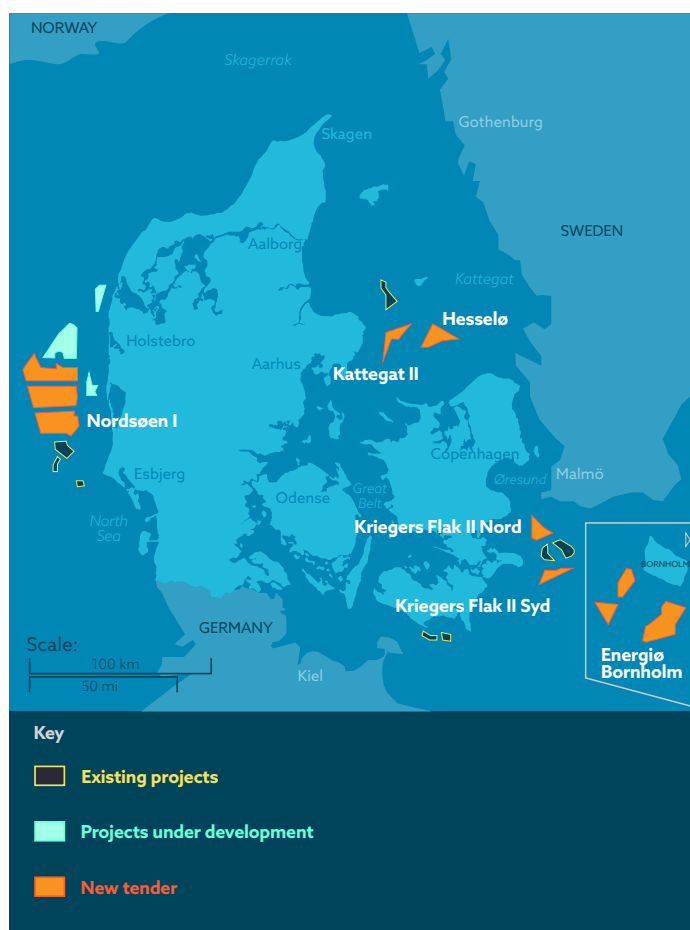 NORWAY
Skagerrak
Gothenburg
Skagen
SWEDEN
Aalborg
Kattegat
Hesselø
Holstebro
Aarhus
Kattegat II
Nordsøen I
Copenhagen
Esbjerg
Øresund
Malmö
Odense
Great
Belt
North
Sea
Kriegers Flak II Nord
BORNHOLM
Kriegers Flak II Syd
GERMANY
Scale:
100 km
50 mi
Kiel
Energiø
Bornholm
Key
Existing projects
Projects under development
New tender